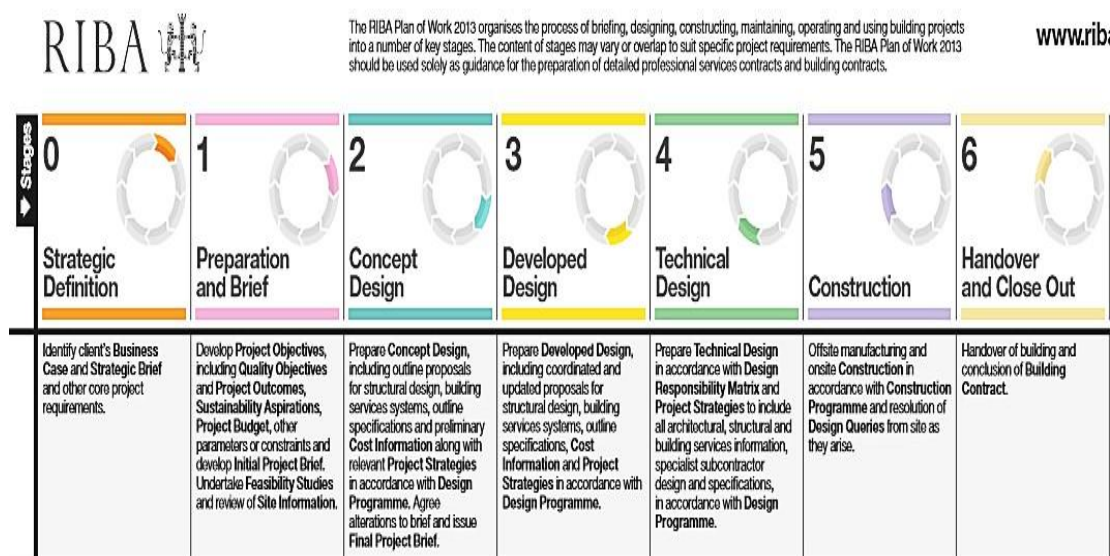 RIBA
The RIBA Plan of Work 2013 organises the process of briefing, designing, constructing, maintaining, operating and using building projects
into a number of key stages. The content of stages may vary or overlap to suit specific project requirements. The RIBA Plan of Work 2013
should be used solely as guidance for the preparation of detailed professional services contracts and building contracts.
www.riba
Stages
0
Strategic
Definition
Identify client's Business
Case and Strategic Brief
and other core project
requirements.
1
Preparation
and Brief
Develop Project Objectives,
including Quality Objectives
and Project Outcomes,
Sustainability Aspirations,
Project Budget, other
parameters or constraints and
develop Initial Project Brief.
Undertake Feasibility Studies
and review of Site Information.
2
Concept
Design
Prepare Concept Design,
including outline proposals
for structural design, building
services systems, outline
specifications and preliminary
Cost Information along with
relevant Project Strategies
in accordance with Design
Programme. Agree
alterations to brief and issue
Final Project Brief.
3
Developed
Design
Prepare Developed Design,
including coordinated and
updated proposals for
structural design, building
services systems, outline
specifications, Cost
Information and Project
Strategies in accordance with
Design Programme.
4
Technical
Design
Prepare Technical Design
in accordance with Design
Responsibility Matrix and
Project Strategies to include
all architectural, structural and
building services information,
specialist subcontractor
design and specifications,
in accordance with Design
Programme.
5
Construction
Offsite manufacturing and
onsite Construction in
accordance with Construction
Programme and resolution of
Design Queries from site as
they arise.
6
Handover
and Close Out
Handover of building and
conclusion of Building
Contract.